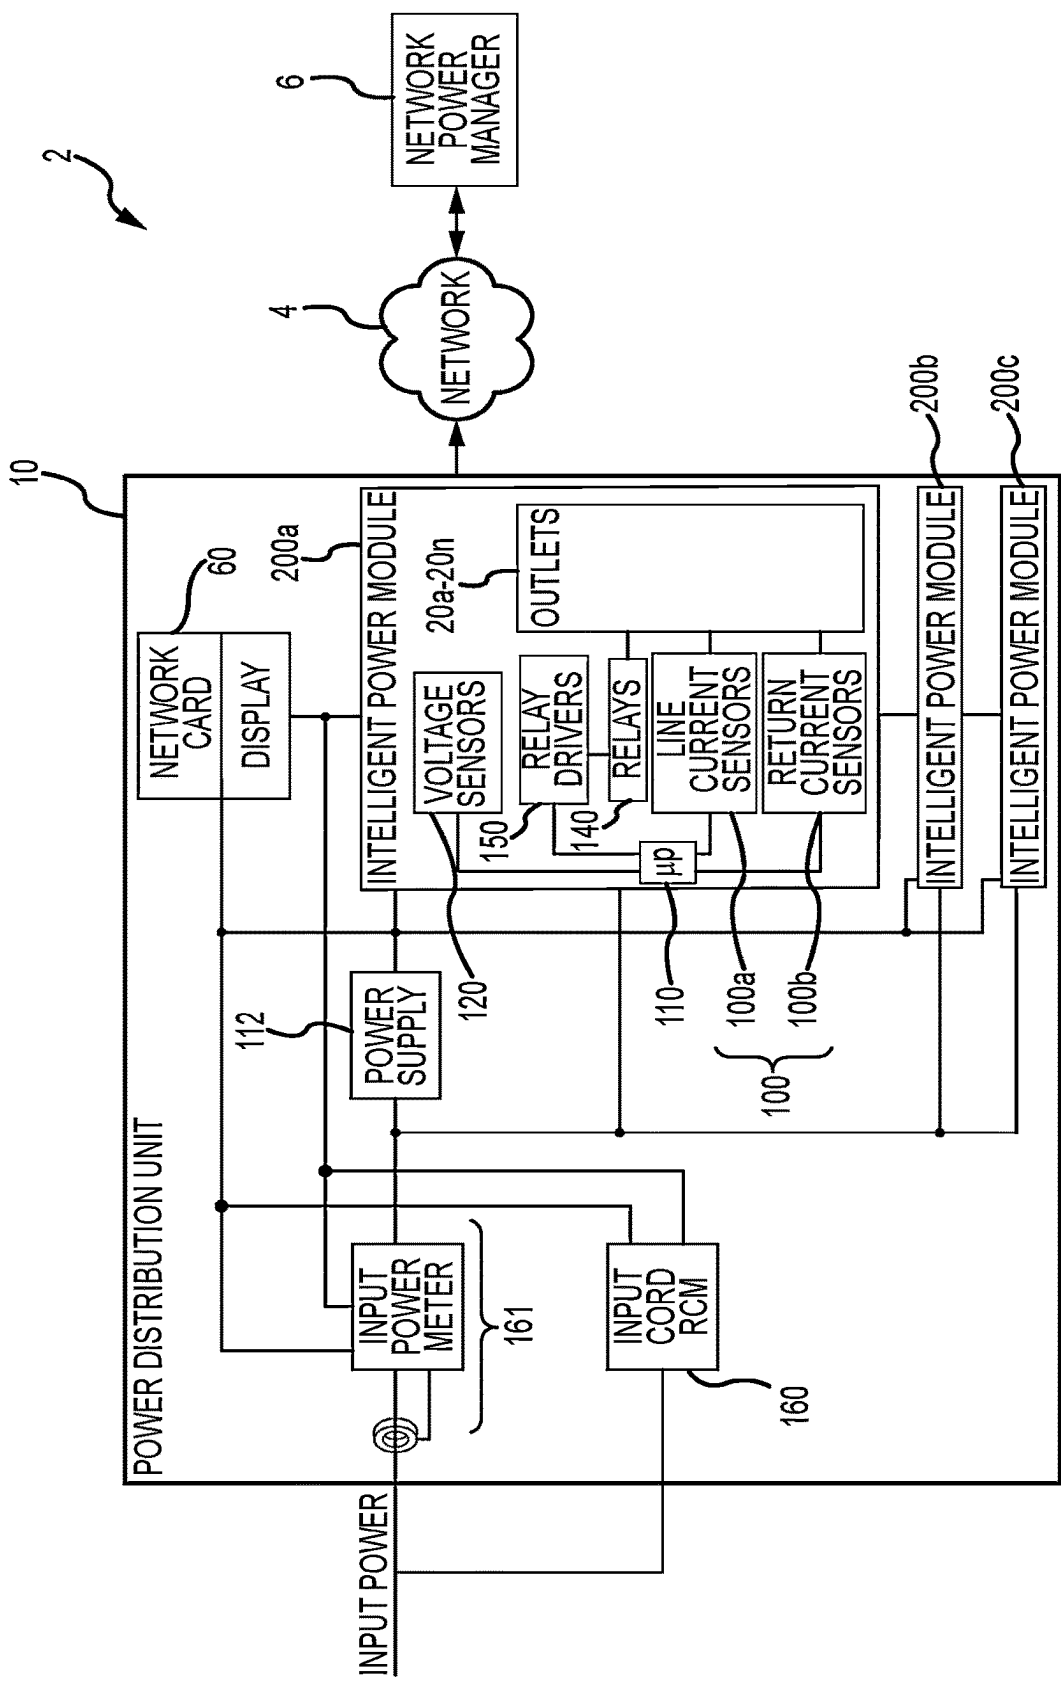 2
10
POWER DISTRIBUTION UNIT
NETWORK
CARD
DISPLAY
60
4
6
NETWORK
POWER
MANAGER
NETWORK
112
200a
INTELLIGENT POWER MODULE
INPUT POWER
INPUT
POWER
METER
161
POWER
SUPPLY
120
VOLTAGE
SENSORS
20a-20n
OUTLETS
150
RELAY
DRIVERS
140
RELAYS
110
μp
LINE
CURRENT
SENSORS
100a
RETURN
CURRENT
SENSORS
100b
100
INPUT
CORD
RCM
160
INTELLIGENT POWER MODULE
200b
INTELLIGENT POWER MODULE
200c